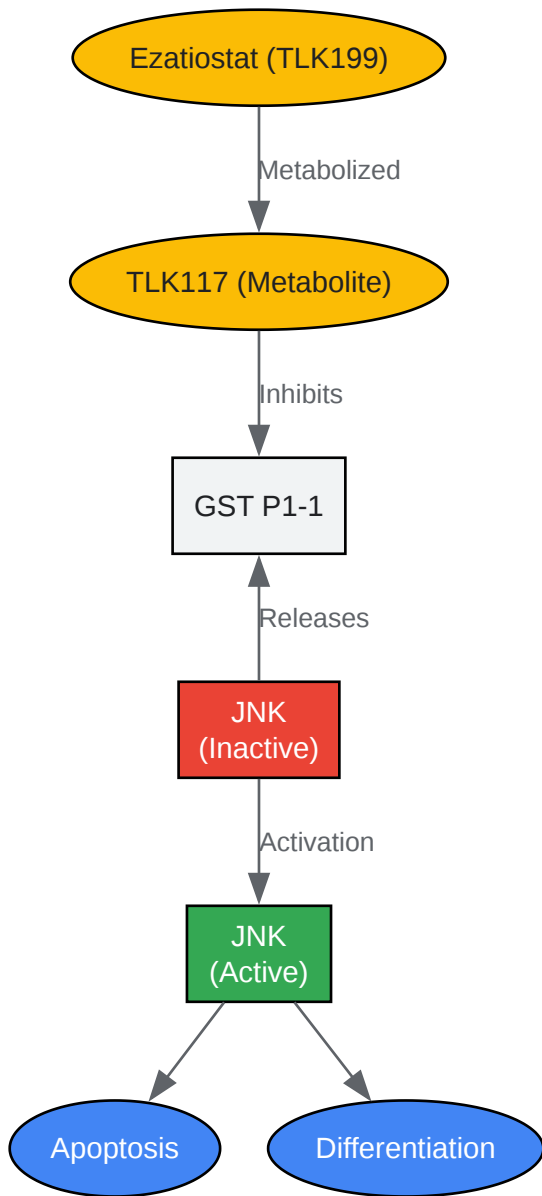 Ezatiostat (TLK199)
Metabolized
TLK117 (Metabolite)
Inhibits
GST P1-1
Releases
JNK
(Inactive)
Activation
JNK
(Active)
Apoptosis
Differentiation